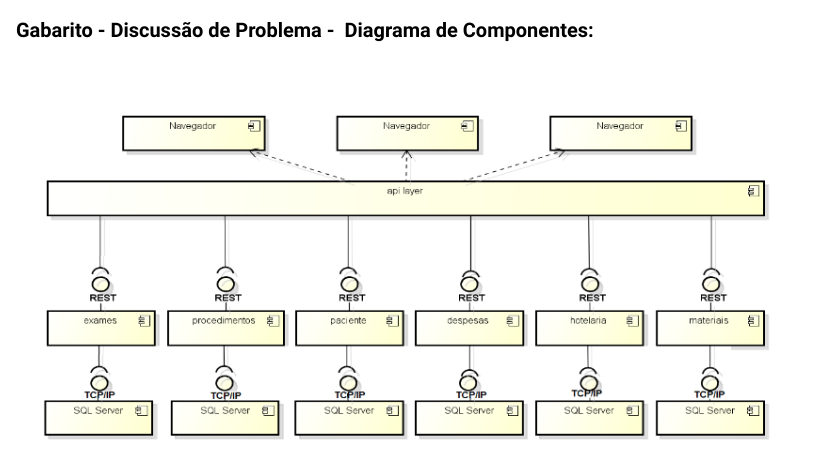 Gabarito - Discussão de Problema -  Diagrama de Componentes:
Navegador Navegador Navegador
api layer
REST REST REST REST REST REST
exames procedimentos paciente despesas hotelaria materiais
TCP/IP TCP/IP TCP/IP TCP/IP TCP/IP TCP/IP
SQL Server SQL Server SQL Server SQL Server SQL Server SQL Server